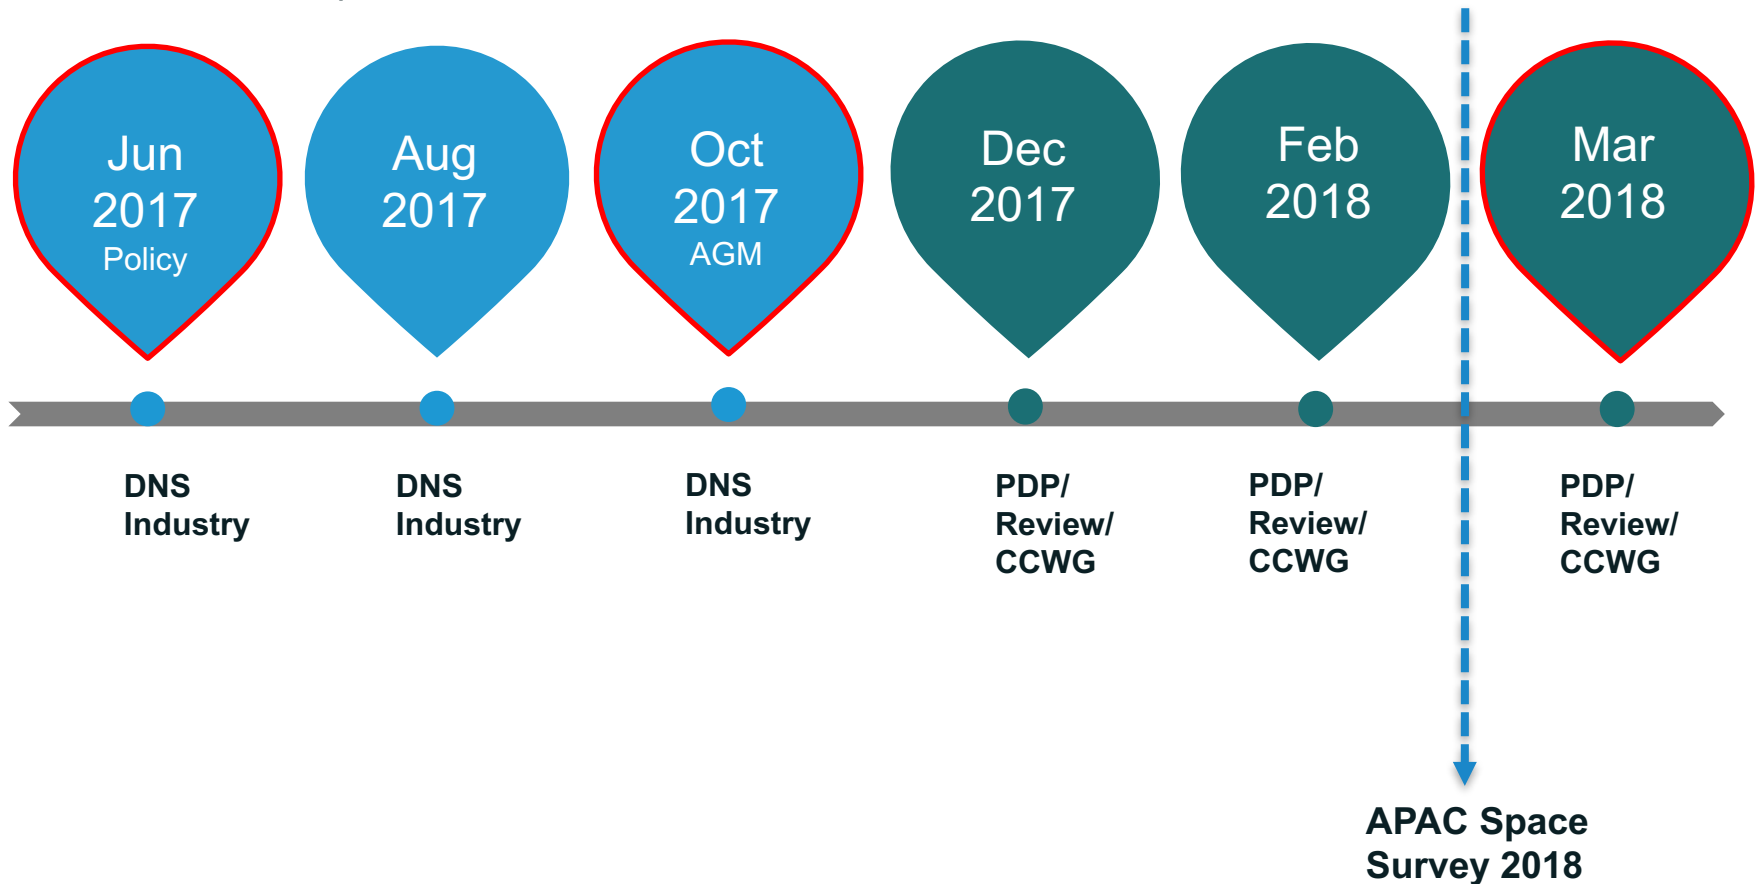 Jun
2017
Policy
Aug
2017
Oct
2017
AGM
Dec
2017
Feb
2018
Mar
2018
DNS
Industry
DNS
Industry
DNS
Industry
PDP/
Review/
CCWG
PDP/
Review/
CCWG
PDP/
Review/
CCWG
APAC Space
Survey 2018